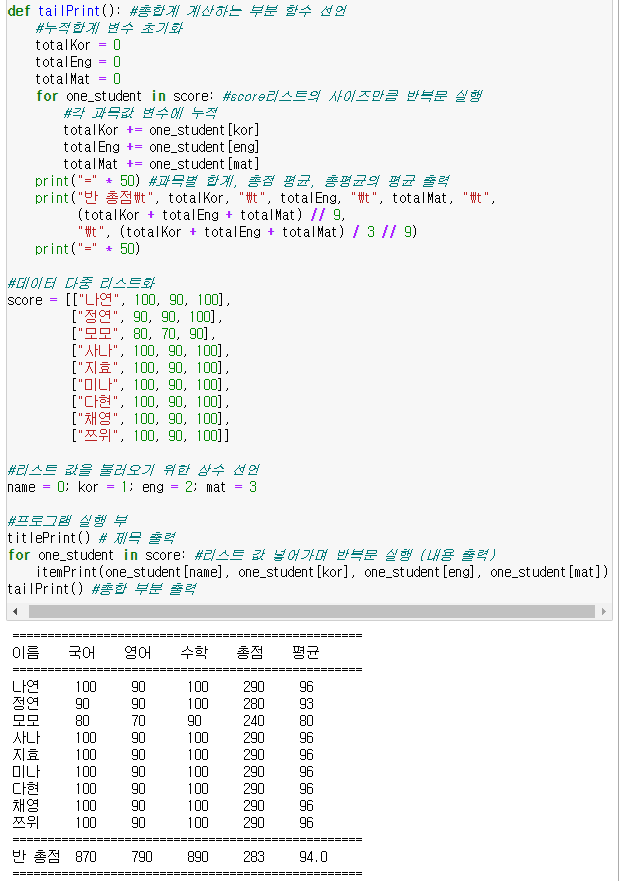 def tailPrint(): #총합계 계산하는 부분 함수 선언
    #누적합계 변수 초기화
    totalKor = 0
    totalEng = 0
    totalMat = 0
    for one_student in score: #score리스트의 사이즈만큼 반복문 실행
        #각 과목값 변수에 누적
        totalKor += one_student[kor]
        totalEng += one_student[eng]
        totalMat += one_student[mat]
    print("=" * 50) #과목별 합계, 총점 평균, 총평균의 평균 출력
    print("반 총점₩t", totalKor, "₩t", totalEng, "₩t", totalMat, "₩t",
          (totalKor + totalEng + totalMat) // 9,
          "₩t", (totalKor + totalEng + totalMat) / 3 // 9)
    print("=" * 50)
#데이터 다중 리스트화
score = [["나연", 100, 90, 100],
         ["정연", 90, 90, 100],
         ["모모", 80, 70, 90],
         ["사나", 100, 90, 100],
         ["지효", 100, 90, 100],
         ["미나", 100, 90, 100],
         ["다현", 100, 90, 100],
         ["채영", 100, 90, 100],
         ["쯔위", 100, 90, 100]]
#리스트 값을 불러오기 위한 상수 선언
name = 0; kor = 1; eng = 2; mat = 3
#프로그램 실행 부
titlePrint() # 제목 출력
for one_student in score: #리스트 값 넣어가며 반복문 실행 (내용 출력)
    itemPrint(one_student[name], one_student[kor], one_student[eng], one_student[mat])
tailPrint() #총합 부분 출력
==================================================
이름 국어 영어 수학 총점 평균
==================================================
나연 100 90 100 290 96
정연 90 90 100 280 93
모모 80 70 90 240 80
사나 100 90 100 290 96
지효 100 90 100 290 96
미나 100 90 100 290 96
다현 100 90 100 290 96
채영 100 90 100 290 96
쯔위 100 90 100 290 96
==================================================
반 총점 870 790 890 283 94.0
==================================================